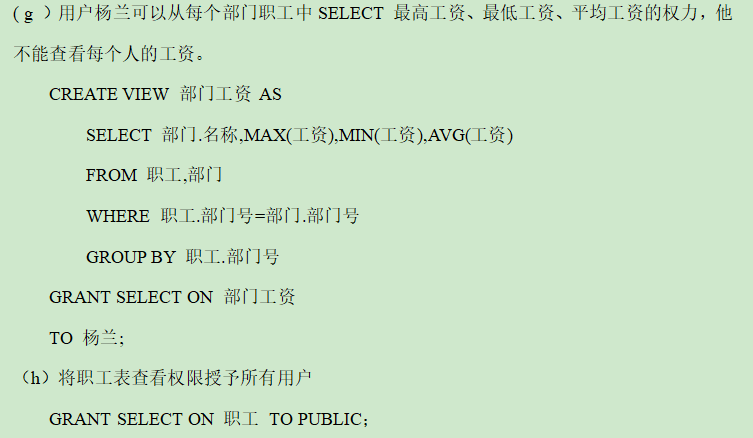 ( g ）用户杨兰可以从每个部门职工中 SELECT 最高工资、最低工资、平均工资的权力，他
不能查看每个人的工资。
CREATE VIEW 部门工资 AS
SELECT 部门.名称,MAX(工资),MIN(工资),AVG(工资)
FROM 职工,部门
WHERE 职工.部门号=部门.部门号
GROUP BY 职工.部门号
GRANT SELECT ON 部门工资
TO 杨兰;
（h）将职工表查看权限授予所有用户
GRANT SELECT ON 职工 TO PUBLIC；